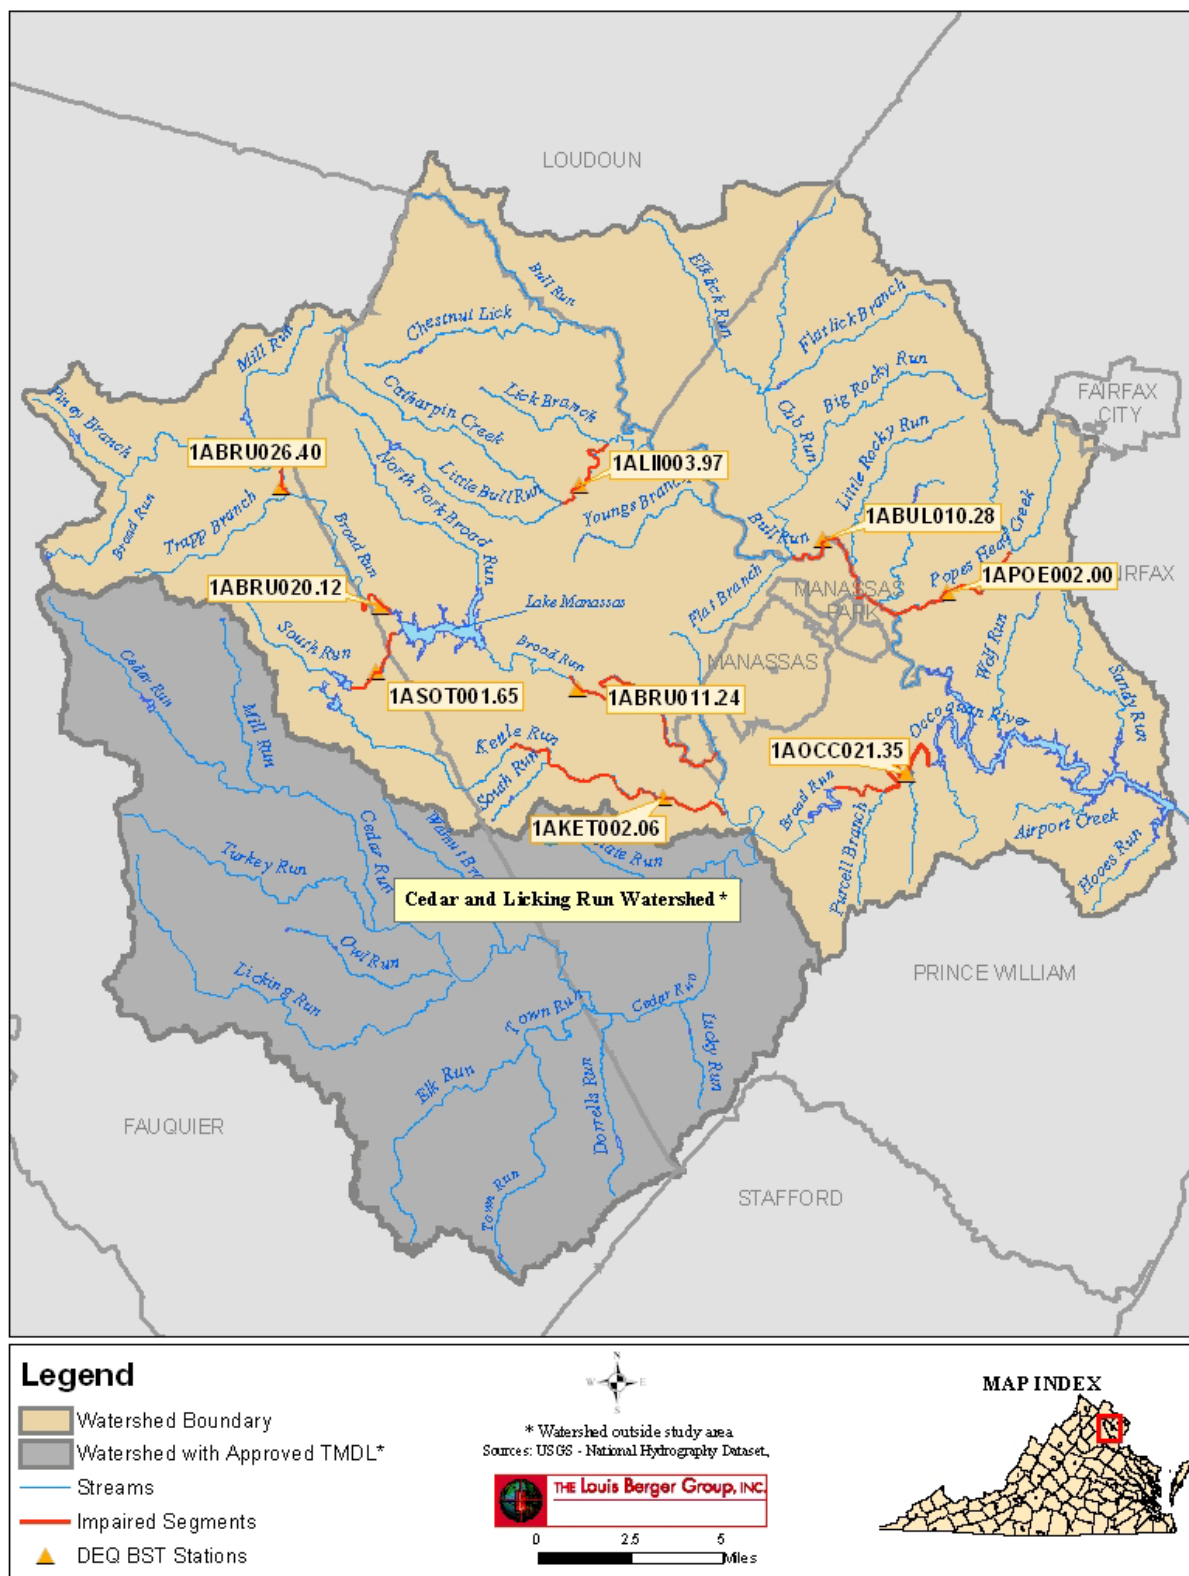 LOUDOUN
Bull Run
Elklick Run
Flatlick Branch
Chestnut Lick
Mill Run
Lick Branch
Big Rocky Run
FAIRFAX
CITY
Piney Branch
Catharpin Creek
Cub Run
Little Rocky Run
1ABRU026.40
North Fork Broad Run
Little Bull Run
1ALII003.97
Youngs Branch
Broad Run
Trapp Branch
Broad Run
Bull Run
1ABUL010.28
Popes Head Creek
1APOE002.00
IRFAX
1ABRU020.12
Flat Branch
MANASSAS
PARK
Lake Manassas
South Run
Broad Run
MANASSAS
Wolf Run
Sandy Run
Cedar Run
1ASOT001.65
1ABRU011.24
Occoquan River
Mill Run
Kettle Run
South Run
1AOCC021.35
Broad Run
1AKET002.06
Airport Creek
Purcell Branch
Hooes Run
Turkey Run
Cedar Run
Walnut Br
Cedar and Licking Run Watershed *
Owl Run
Licking Run
PRINCE WILLIAM
Town Run
Cedar Run
Lucky Run
Elk Run
Dorrells Run
FAUQUIER
Town Run
STAFFORD
Legend
Watershed Boundary
Watershed with Approved TMDL*
Streams
Impaired Segments
DEQ BST Stations
N
W E
S
* Watershed outside study area
Sources: USGS - National Hydrography Dataset,
THE Louis Berger Group, INC.
0 2.5 5
Miles
MAP INDEX